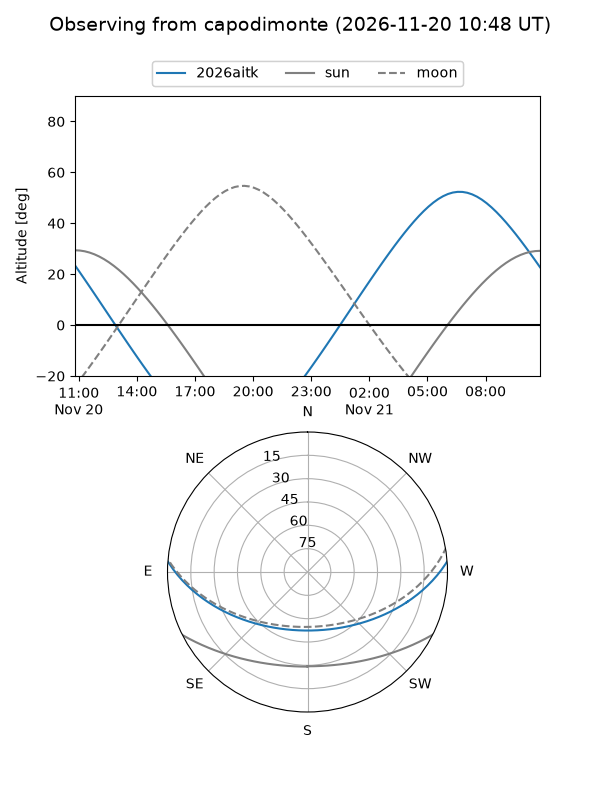 Observing from capodimonte (2026-11-20 10:48 UT)
2026aitk sun moon
Altitude [deg]
80
60
40
20
0
−20
11:00 14:00 17:00 20:00 23:00 02:00 05:00 08:00
Nov 20 Nov 21
N
NE NW
15
30
45
60
75
E W
SE SW
S